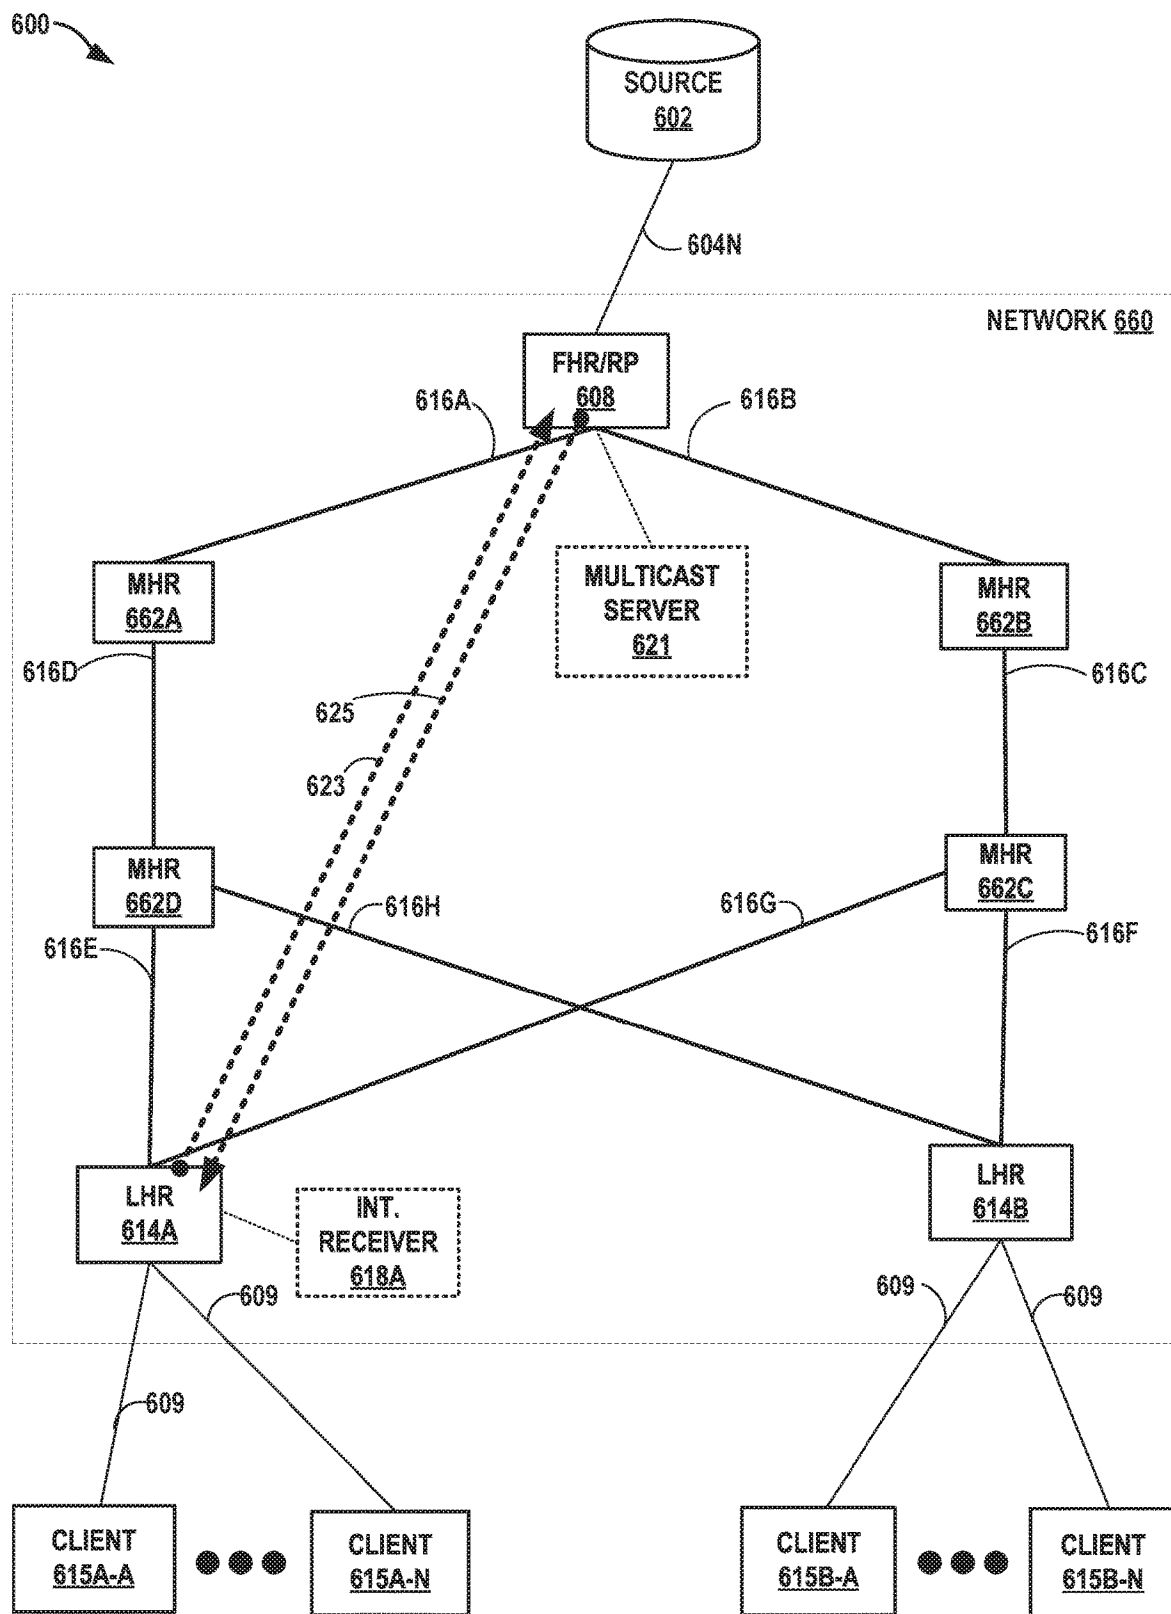 600
SOURCE
602
604N
NETWORK 660
FHR/RP
608
616A
616B
MULTICAST
SERVER
621
MHR
662A
MHR
662B
616D
616C
625
623
MHR
662D
MHR
662C
616H
616G
616E
616F
LHR
614A
INT.
RECEIVER
618A
LHR
614B
609
609
609
609
CLIENT
615A-A
CLIENT
615A-N
CLIENT
615B-A
CLIENT
615B-N